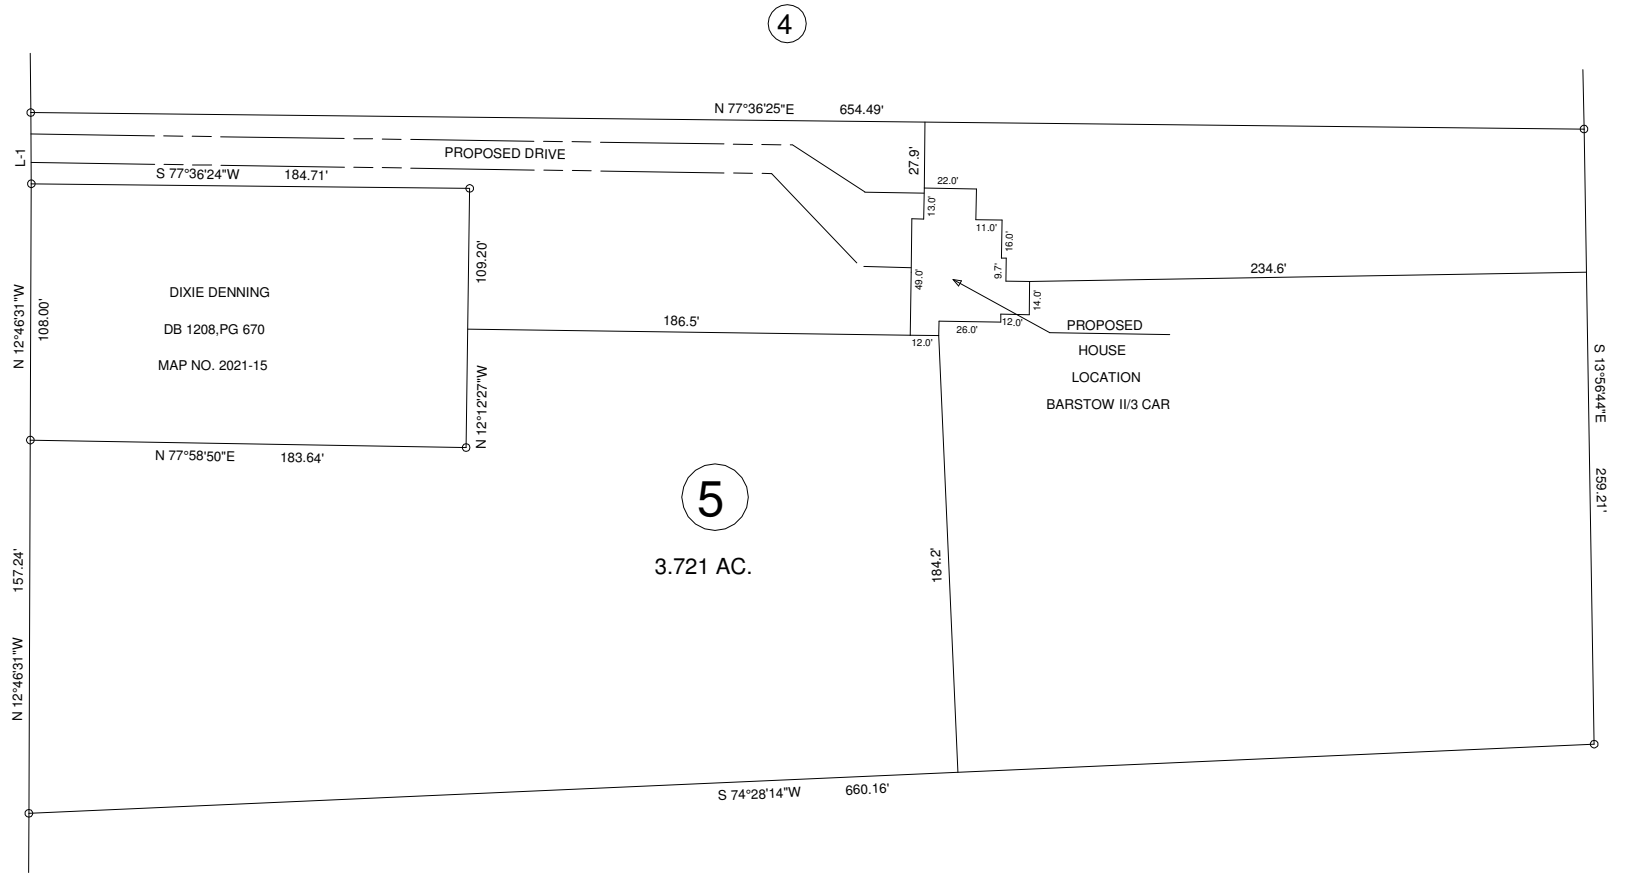 4
N 77°36'25"E 654.49'
L-1
PROPOSED DRIVE
S 77°36'24"W 184.71'
27.9'
22.0'
13.0'
11.0'
16.0'
9.7'
49.0'
14.0'
234.6'
109.20'
N 12°46'31"W
108.00'
DIXIE DENNING
DB 1208,PG 670
MAP NO. 2021-15
186.5'
12.0'
26.0'
12.0'
PROPOSED
HOUSE
LOCATION
BARSTOW II/3 CAR
N 12°12'27"W
S 13°56'44"E 259.21'
N 77°58'50"E 183.64'
5
3.721 AC.
184.2'
N 12°46'31"W 157.24'
S 74°28'14"W 660.16'